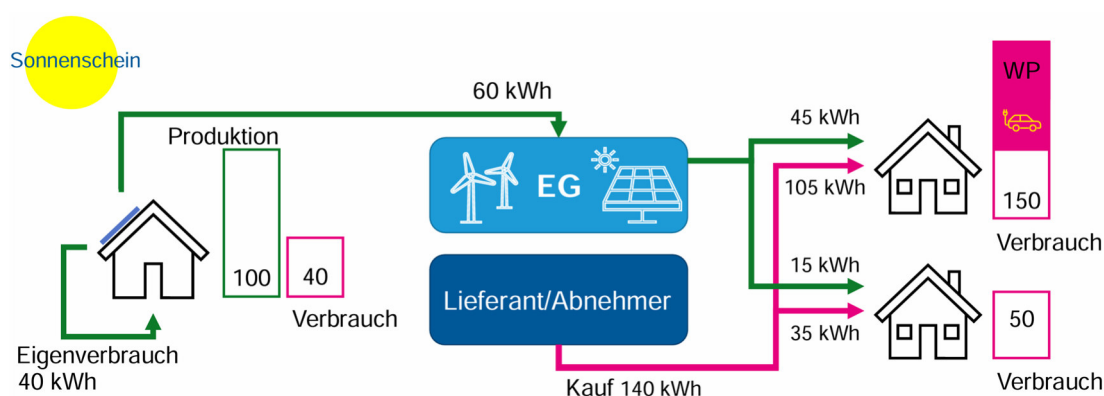 Sonnenschein
60 kWh
Produktion
100
40
Verbrauch
Eigenverbrauch
40 kWh
EG
Lieferant/Abnehmer
Kauf 140 kWh
45 kWh
105 kWh
WP
150
Verbrauch
15 kWh
35 kWh
50
Verbrauch